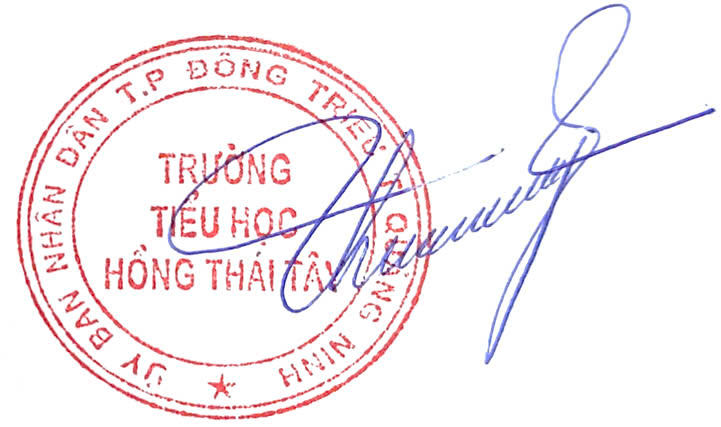 ỦY BAN NHÂN DÂN T.P ĐÔNG TRIỀU T. QUẢNG NINH
TRƯỜNG
TIỂU HỌC
HỒNG THÁI TÂY